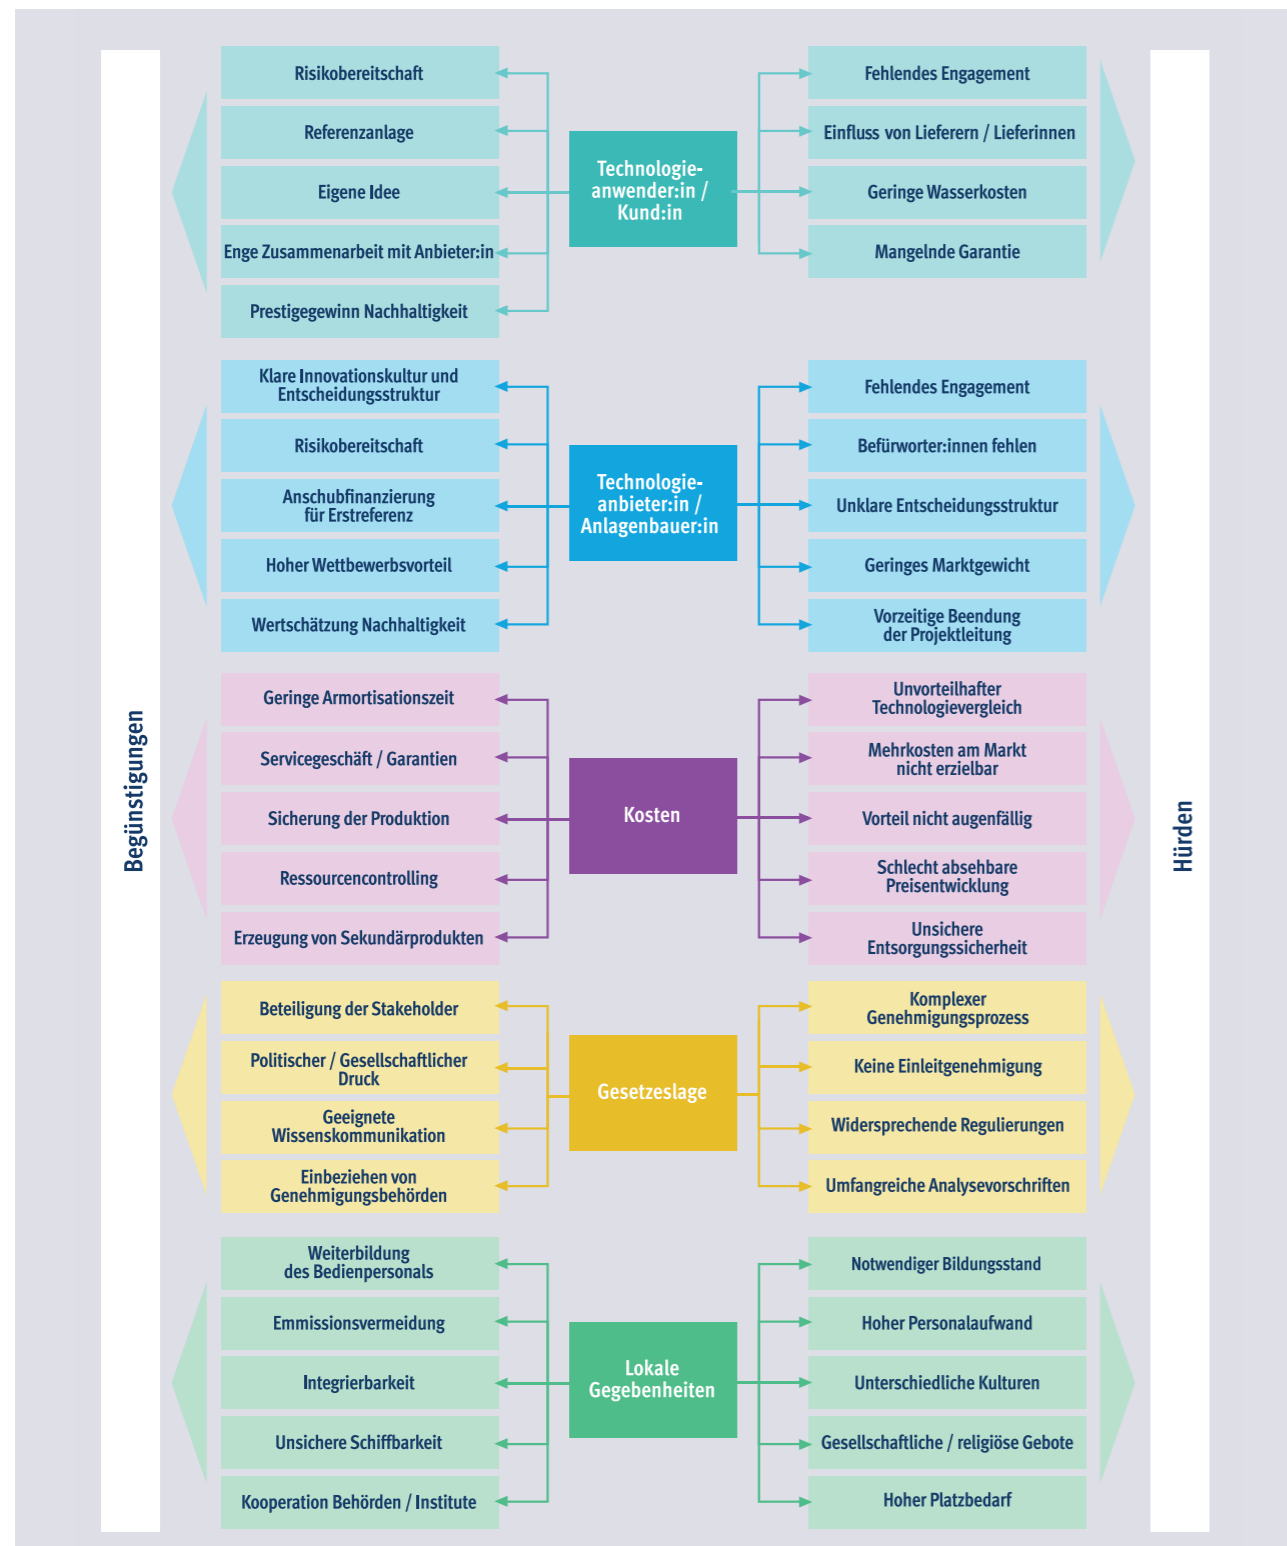 Begünstigungen
Risikobereitschaft
Referenzanlage
Eigene Idee
Enge Zusammenarbeit mit Anbieter:in
Prestigegewinn Nachhaltigkeit
Technologie-
anwender:in /
Kund:in
Fehlendes Engagement
Einfluss von Lieferern / Lieferinnen
Geringe Wasserkosten
Mangelnde Garantie
Klare Innovationskultur und
Entscheidungsstruktur
Risikobereitschaft
Anschubfinanzierung
für Erstreferenz
Hoher Wettbewerbsvorteil
Wertschätzung Nachhaltigkeit
Technologie-
anbieter:in /
Anlagenbauer:in
Fehlendes Engagement
Befürworter:innen fehlen
Unklare Entscheidungsstruktur
Geringes Marktgewicht
Vorzeitige Beendung
der Projektleitung
Geringe Armortisationszeit
Servicegeschäft / Garantien
Sicherung der Produktion
Ressourcencontrolling
Erzeugung von Sekundärprodukten
Kosten
Unvorteilhafter
Technologievergleich
Mehrkosten am Markt
nicht erzielbar
Vorteil nicht augenfällig
Schlecht absehbare
Preisentwicklung
Unsichere
Entsorgungssicherheit
Beteiligung der Stakeholder
Politischer / Gesellschaftlicher
Druck
Geeignete
Wissenskommunikation
Einbeziehen von
Genehmigungsbehörden
Gesetzeslage
Komplexer
Genehmigungsprozess
Keine Einleitgenehmigung
Widersprechende Regulierungen
Umfangreiche Analysevorschriften
Weiterbildung
des Bedienpersonals
Emmissionsvermeidung
Integrierbarkeit
Unsichere Schiffbarkeit
Kooperation Behörden / Institute
Lokale
Gegebenheiten
Notwendiger Bildungsstand
Hoher Personalaufwand
Unterschiedliche Kulturen
Gesellschaftliche / religiöse Gebote
Hoher Platzbedarf
Hürden